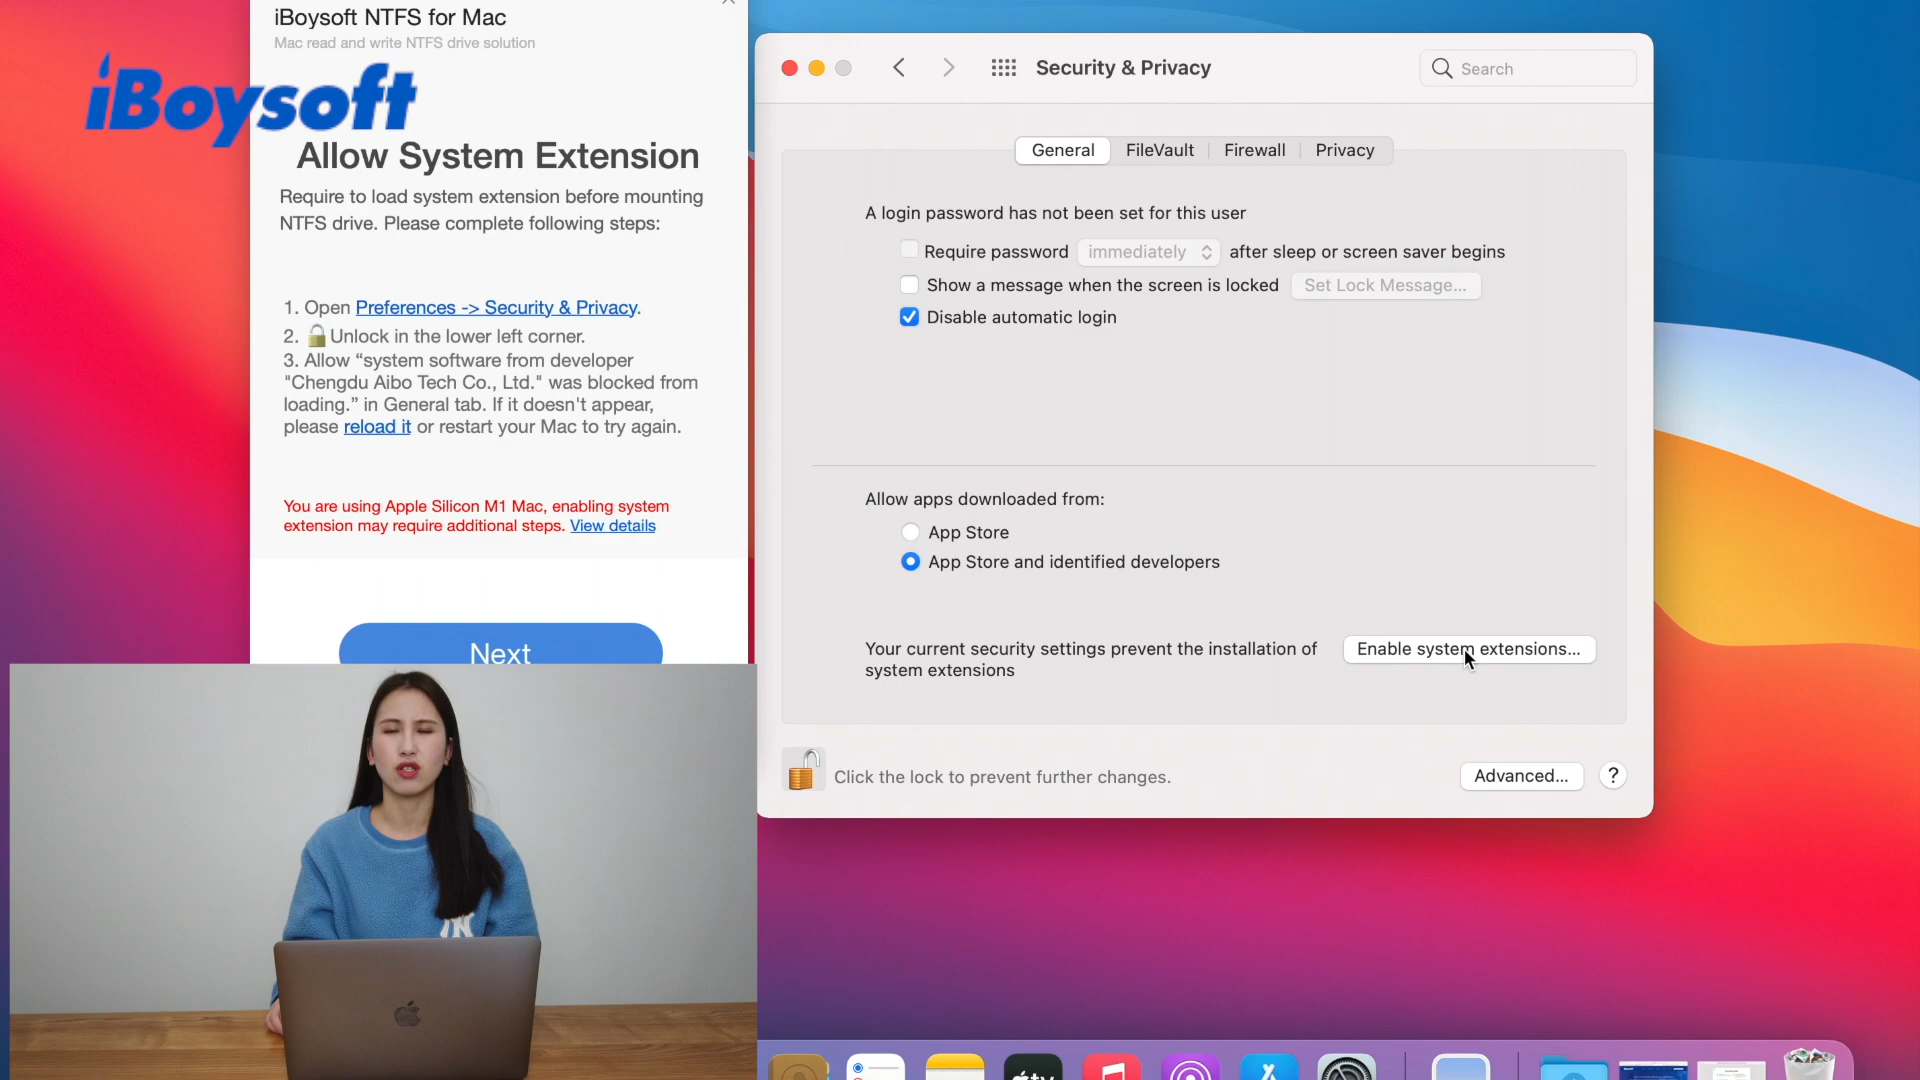 iBoysoft NTFS for Mac
Mac read and write NTFS drive solution
iBoysoft
Allow System Extension
Require to load system extension before mounting
NTFS drive. Please complete following steps:
1. Open Preferences -> Security & Privacy.
2. Unlock in the lower left corner.
3. Allow “system software from developer
"Chengdu Aibo Tech Co., Ltd." was blocked from
loading.” in General tab. If it doesn't appear,
please reload it or restart your Mac to try again.
You are using Apple Silicon M1 Mac, enabling system
extension may require additional steps. View details
Next
NY
Security & Privacy
Search
General FileVault Firewall Privacy
A login password has not been set for this user
Require password immediately after sleep or screen saver begins
Show a message when the screen is locked Set Lock Message...
Disable automatic login
Allow apps downloaded from:
App Store
App Store and identified developers
Your current security settings prevent the installation of
system extensions
Enable system extensions...
Click the lock to prevent further changes.
Advanced... ?
tv